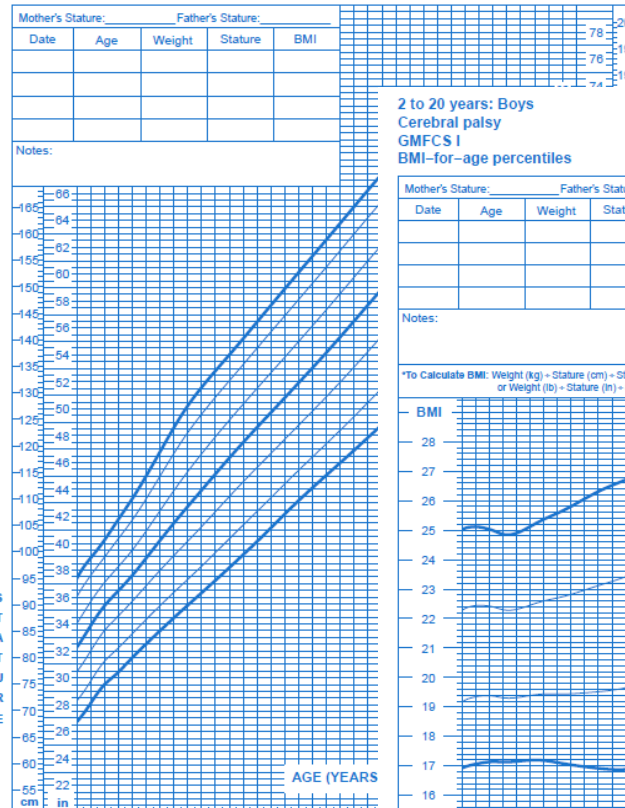 Mother's Stature: Father's Stature:
Date Age Weight Stature BMI
Notes:
78
76
74
165
160
155
150
145
140
135
130
125
120
115
110
105
100
95
90
85
80
75
70
65
60
55
cm
66
64
62
60
58
56
54
52
50
48
46
44
42
40
38
36
34
32
30
28
26
24
22
in
S
T
A
T
U
R
E
AGE (YEARS
2 to 20 years: Boys
Cerebral palsy
GMFCS I
BMI–for–age percentiles
Mother's Stature: Father's Statu
Date Age Weight Stat
Notes:
*To Calculate BMI: Weight (kg) ÷ Stature (cm) ÷ St
or Weight (lb) ÷ Stature (in) ÷
BMI
28
27
26
25
24
23
22
21
20
19
18
17
16